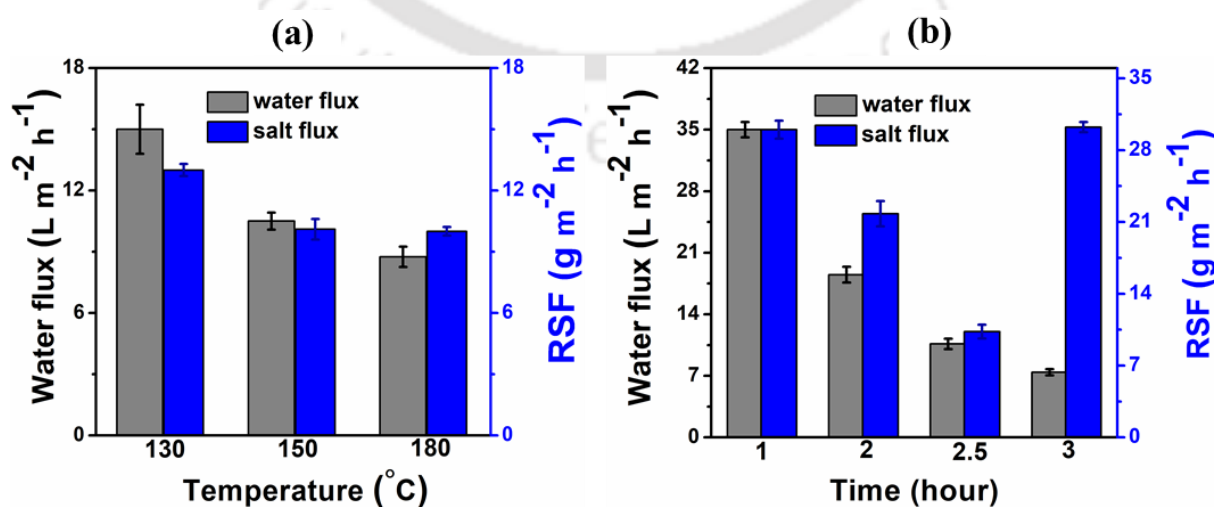 (a)
water flux
salt flux
Water flux (L m⁻² h⁻¹)
18
12
6
0
RSF (g m⁻² h⁻¹)
18
12
6
0
130 150 180
Temperature (°C)
(b)
water flux
salt flux
Water flux (L m⁻² h⁻¹)
42
35
28
21
14
7
0
RSF (g m⁻² h⁻¹)
35
28
21
14
7
0
1 2 2.5 3
Time (hour)